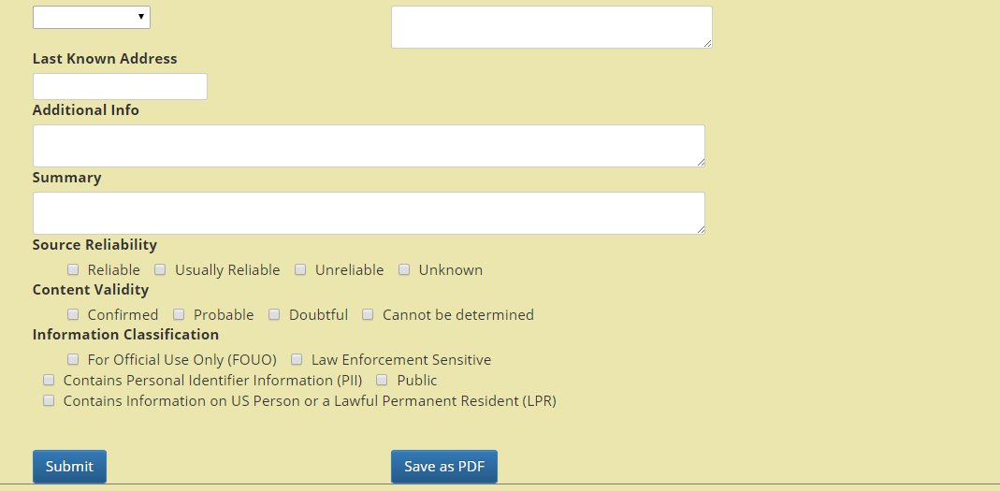 Last Known Address
Additional Info
Summary
Source Reliability
Reliable Usually Reliable Unreliable Unknown
Content Validity
Confirmed Probable Doubtful Cannot be determined
Information Classification
For Official Use Only (FOUO) Law Enforcement Sensitive
Contains Personal Identifier Information (PII) Public
Contains Information on US Person or a Lawful Permanent Resident (LPR)
Submit Save as PDF